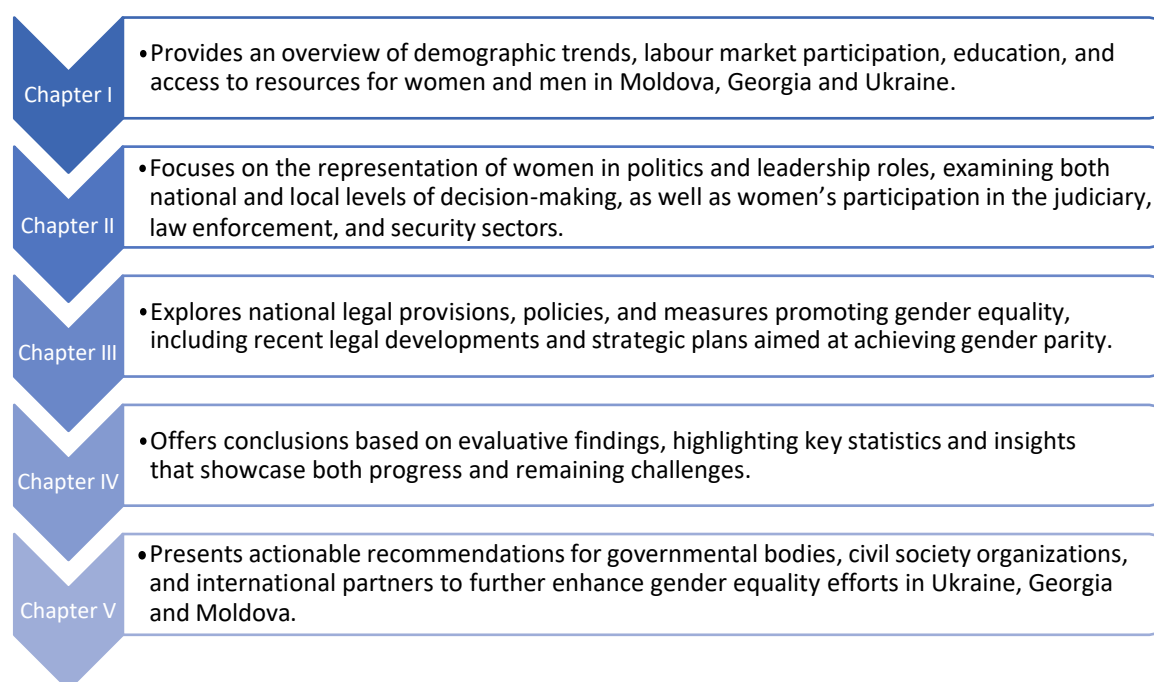 Chapter I
•Provides an overview of demographic trends, labour market participation, education, and
access to resources for women and men in Moldova, Georgia and Ukraine.
Chapter II
•Focuses on the representation of women in politics and leadership roles, examining both
national and local levels of decision-making, as well as women’s participation in the judiciary,
law enforcement, and security sectors.
Chapter III
•Explores national legal provisions, policies, and measures promoting gender equality,
including recent legal developments and strategic plans aimed at achieving gender parity.
Chapter IV
•Offers conclusions based on evaluative findings, highlighting key statistics and insights
that showcase both progress and remaining challenges.
Chapter V
•Presents actionable recommendations for governmental bodies, civil society organizations,
and international partners to further enhance gender equality efforts in Ukraine, Georgia
and Moldova.